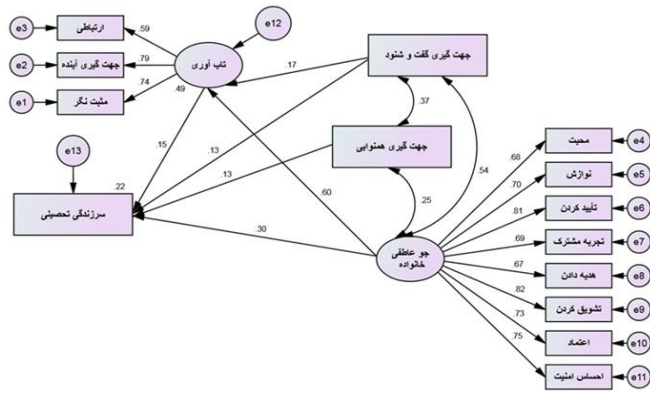 e3
ارتباطی
.59
e12
e2
جهت گیری آینده
.79
تاب آوری
جهت گیری گفت و شنود
e1
مثبت نگر
.74
.49
.17
.37
e13
.15
.13
جهت گیری همنوایی
.13
.22
سرزندگی تحصیلی
.60
.25
.54
.30
جو عاطفی
خانواده
.68
محبت
e4
.70
نوازش
e5
.81
تأیید کردن
e6
.69
تجربه مشترک
e7
.67
هدیه دادن
e8
.82
تشویق کردن
e9
.73
اعتماد
e10
.75
احساس امنیت
e11